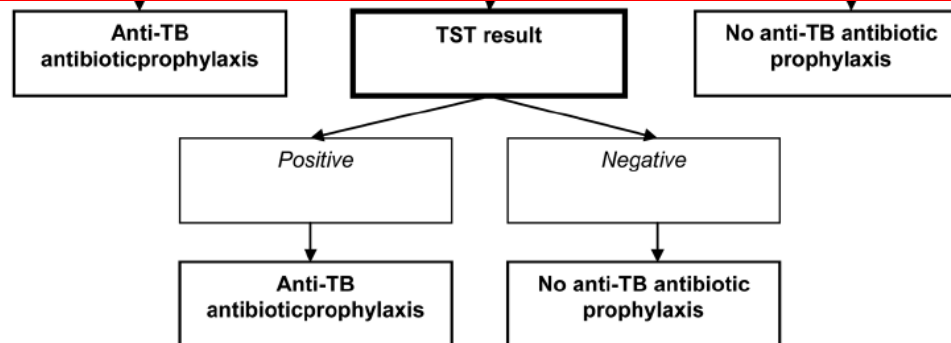 Anti-TB
antibioticprophylaxis
TST result
No anti-TB antibiotic
prophylaxis
Positive
Negative
Anti-TB
antibioticprophylaxis
No anti-TB antibiotic
prophylaxis